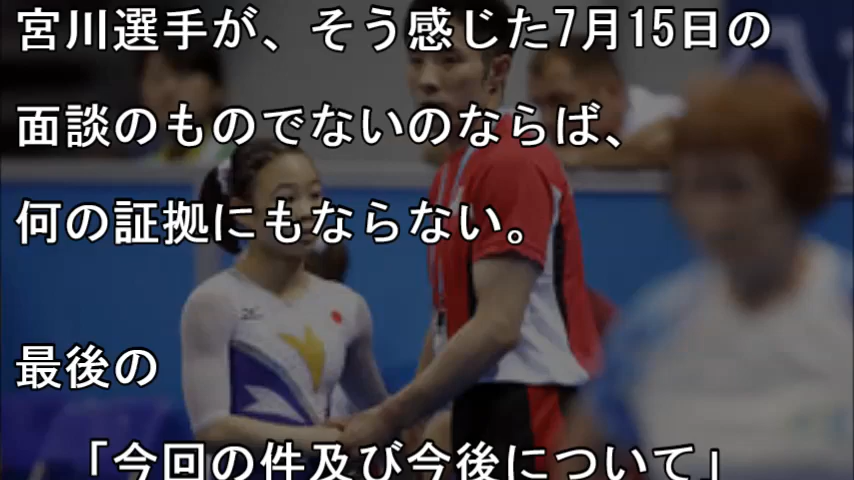 宮川選手が、そう感じた7月15日の
面談のものでないのならば、
何の証拠にもならない。
最後の
「今回の件及び今後について」